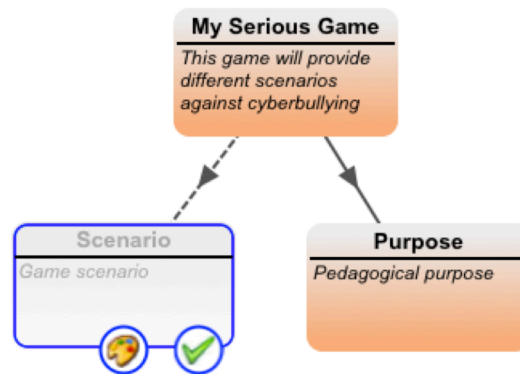 My Serious Game
This game will provide
different scenarios
against cyberbullying
Scenario
Game scenario
Purpose
Pedagogical purpose